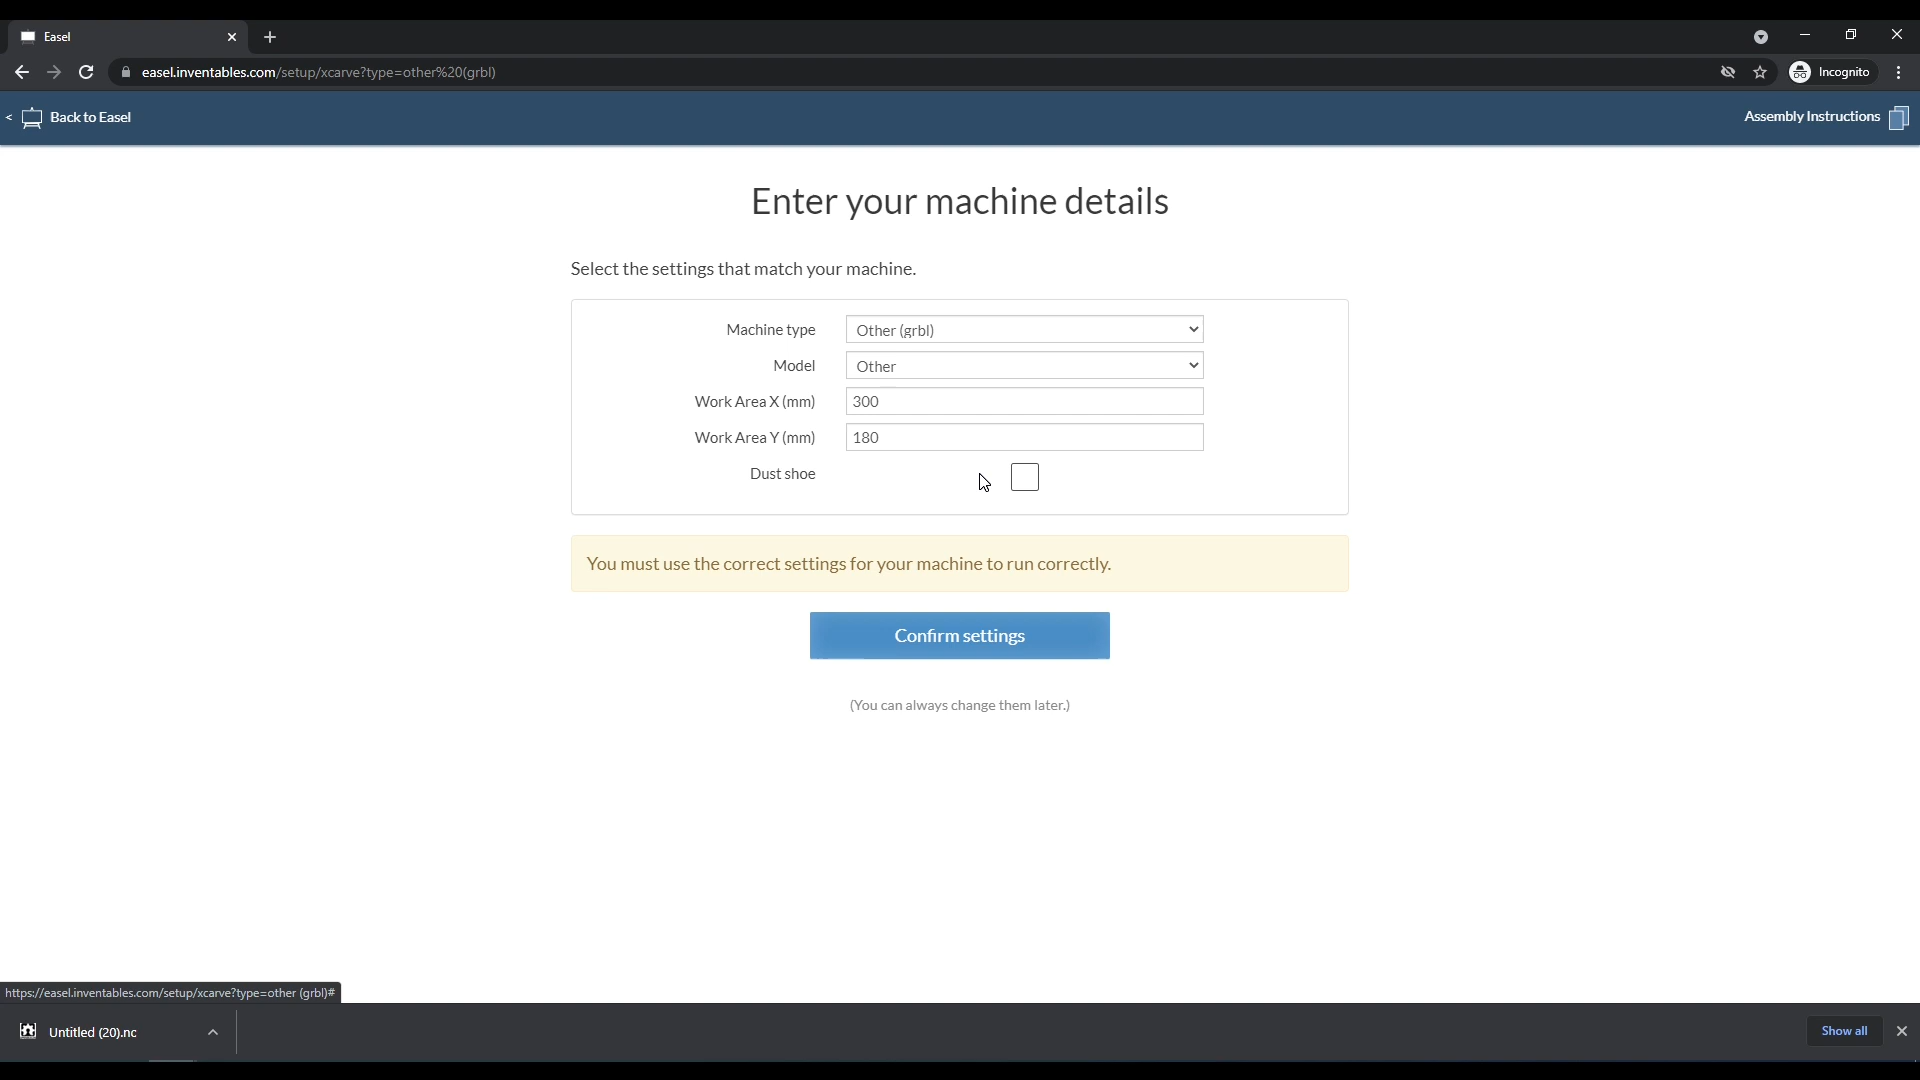 Easel
easel.inventables.com/setup/xcarve?type=other%20(grbl)
Incognito
< Back to Easel
Assembly Instructions
Enter your machine details
Select the settings that match your machine.
Machine type Other (grbl)
Model Other
Work Area X (mm) 300
Work Area Y (mm) 180
Dust shoe
You must use the correct settings for your machine to run correctly.
Confirm settings
(You can always change them later.)
https://easel.inventables.com/setup/xcarve?type=other (grbl)#
Untitled (20).nc
Show all